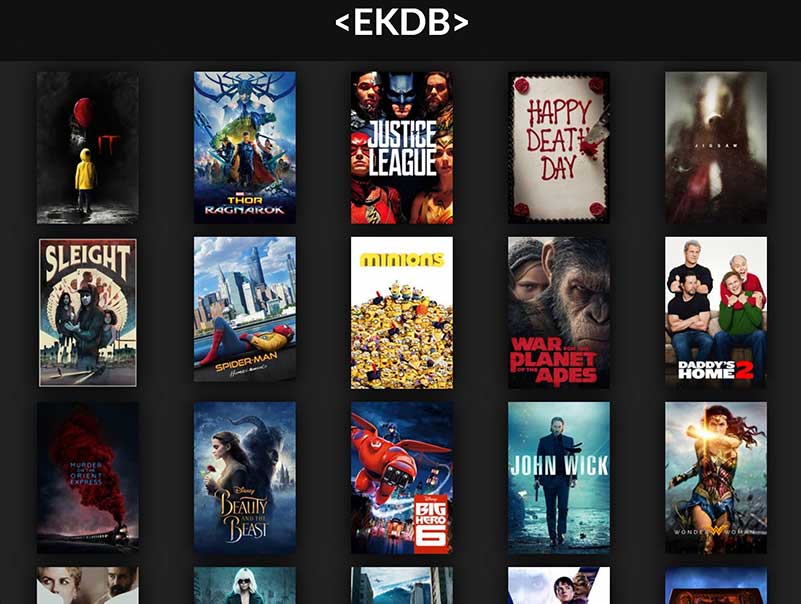 <EKDB>
IT
MARVEL STUDIOS
THOR
RAGNAROK
JUSTICE
LEAGUE
HAPPY
DEATH
DAY
JIGSAW
SLEIGHT
SPIDER-MAN
Homecoming
minions
WAR FOR THE
PLANET
OF THE APES
DADDY'S
HOME 2
MURDER
ON THE
ORIENT
EXPRESS
Disney
BEAUTY
AND THE
BEAST
Disney
BIG
HERO
6
JOHN WICK
WONDER WOMAN